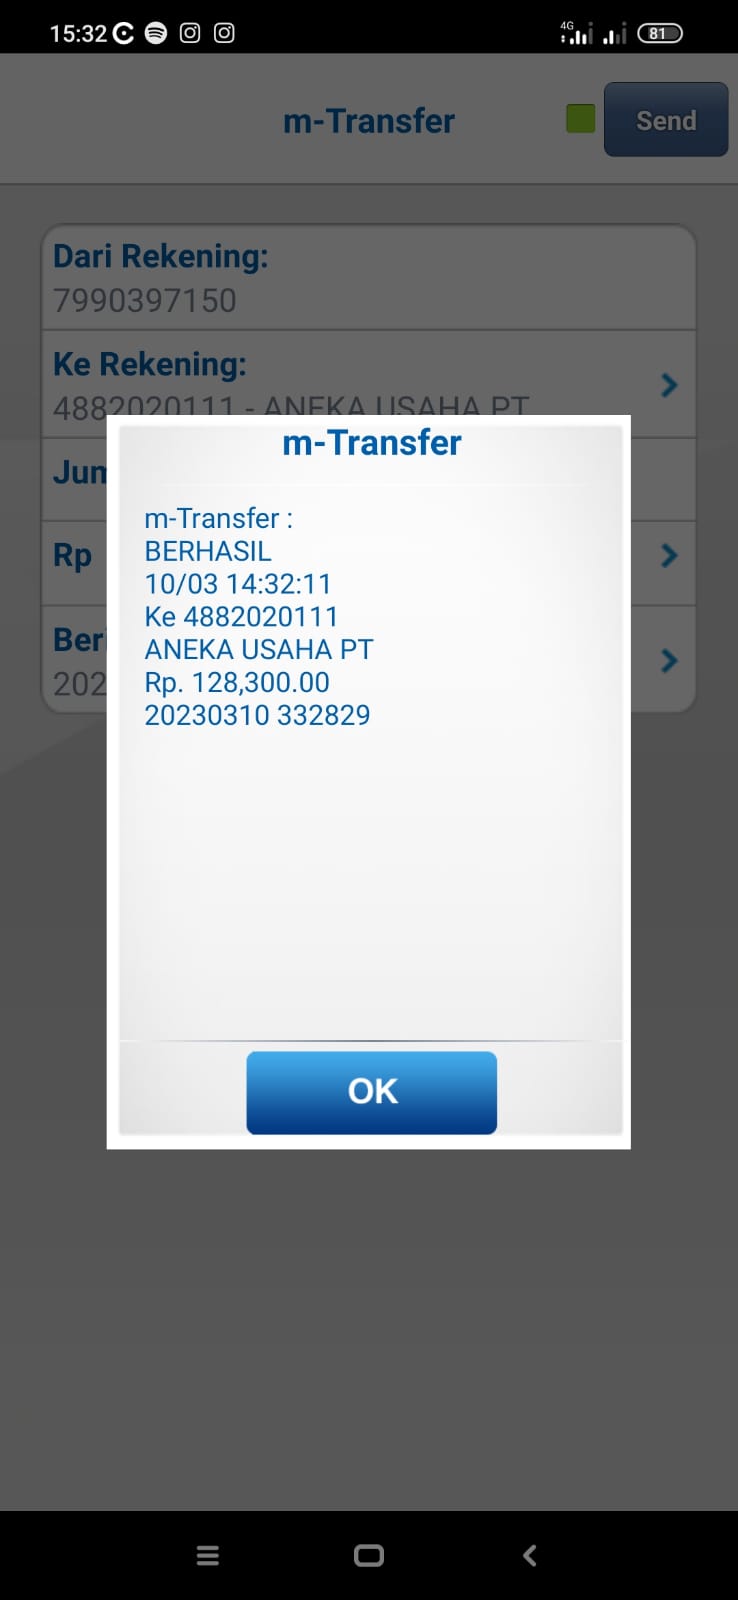 15:32
4G
81
m-Transfer
Send
Dari Rekening:
7990397150
Ke Rekening:
4882020111 - ANEKA USAHA PT
Jum
Rp
Beri
202
m-Transfer
m-Transfer :
BERHASIL
10/03 14:32:11
Ke 4882020111
ANEKA USAHA PT
Rp. 128,300.00
20230310 332829
OK